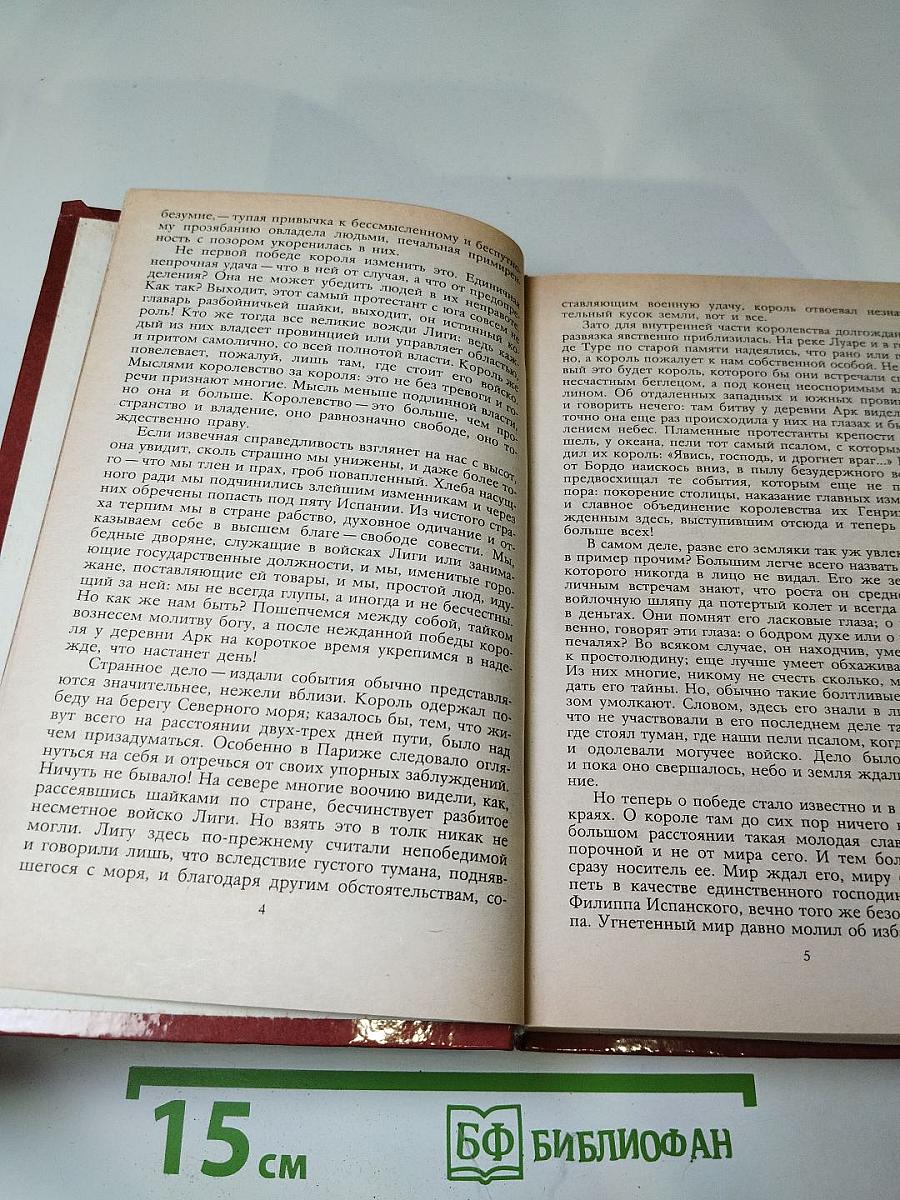 безумие, — тупая привычка к бессмысленному и беспутно-
му прозябанию овладела людьми, печальная примирен-
ность с позором укоренилась в них.
Не первой победе короля изменить это. Единичная
непрочная удача — что в ней от случая, а что от предопре-
деления? Она не может убедить людей в их неправоте.
Как так? Выходит, этот самый протестант с юга совсем не
главарь разбойничьей шайки, выходит, он истинный ко-
роль! Кто же тогда все великие вожди Лиги: ведь каж-
дый из них владеет провинцией или управляет областью,
и притом самолично, со всей полнотой власти. Король же
повелевает, пожалуй, лишь там, где стоит его войско.
Мыслями королевство за короля: это не без тревоги и го-
речи признают многие. Мысль меньше подлинной власти,
но она и больше. Королевство — это больше, чем про-
странство и владение, оно равнозначно свободе, оно то-
ждественно праву.
Если извечная справедливость взглянет на нас с высот,
она увидит, сколь страшно мы унижены, и даже более то-
го — что мы тлен и прах, гроб повапленный. Хлеба насущ-
ного ради мы подчинились злейшим изменникам и через
них обречены попасть под пяту Испании. Из чистого стра-
ха терпим мы в стране рабство, духовное одичание и от-
казываем себе в высшем благе — свободе совести. Мы,
бедные дворяне, служащие в войсках Лиги или занима-
ющие государственные должности, и мы, именитые горо-
жане, поставляющие ей товары, и мы, простой люд, иду-
щий за ней: мы не всегда глупы, а иногда и не бесчестны.
Но как же нам быть? Пошепчемся между собой, тайком
вознесем молитву богу, а после нежданной победы коро-
ля у деревни Арк на короткое время укрепимся в наде-
жде, что настанет день!
Странное дело — издали события обычно представля-
ются значительнее, нежели вблизи. Король одержал по-
беду на берегу Северного моря; казалось бы, тем, что жи-
вут всего на расстоянии двух-трех дней пути, было над
чем призадуматься. Особенно в Париже следовало огля-
нуться на себя и отречься от своих упорных заблуждений.
Ничуть не бывало! На севере многие воочию видели, как,
рассеявшись шайками по стране, бесчинствует разбитое
несметное войско Лиги. Но взять это в толк никак не
могли. Лигу здесь по-прежнему считали непобедимой
и говорили лишь, что вследствие густого тумана, подняв-
шегося с моря, и благодаря другим обстоятельствам, со-
4
ставляющим военную удачу, король отвоевал
тельный кусок земли, вот и все.
Зато для внутренней части королевства
развязка явственно приблизилась. На реке Луаре и в
де Туре по старой памяти надеялись, что рано или
но, а король пожалует к нам собственной особой. Не
вый это будет король, которого бы они встречали
несчастным беглецом, а под конец неоспоримым
лином. Об отдаленных западных и южных
и говорить нечего: там битву у деревни Арк
точно она еще раз происходила у них на глазах и
лением небес. Пламенные протестанты крепости
шель, у океана, пели тот самый псалом, с
дил их король: «Явись, господь, и дрогнет враг...»
от Бордо наискось вниз, в пылу безудержного
предвосхищал те события, которым еще не
пора: покорение столицы, наказание главных
и славное объединение королевства их
жденным здесь, выступившим отсюда и теперь
больше всех!
В самом деле, разве его земляки так уж
в пример прочим? Большим легче всего назвать
которого никогда в лицо не видал. Его же
личным встречам знают, что роста он
войлочную шляпу да потертый колет и всегда
в деньгах. Они помнят его ласковые глаза; о
венно, говорят эти глаза: о бодром духе или о
печалях? Во всяком случае, он находчив,
к простолюдину; еще лучше умеет
Из них многие, никому не счесть сколько,
дать его тайны. Но, обычно такие болтливые
зом умолкают. Словом, здесь его знали в
что не участвовали в его последнем деле
где стоял туман, где наши пели псалом,
и одолевали могучее войско. Дело было
и пока оно свершалось, небо и земля ждали
ние.
Но теперь о победе стало известно и в
краях. О короле там до сих пор ничего
большом расстоянии такая молодая
порочной и не от мира сего. И тем
сразу носитель ее. Мир ждал его, миру
петь в качестве единственного
Филиппа Испанского, вечно того же
па. Угнетенный мир давно молил об
5
15 см
БФ БИБЛИОФАН